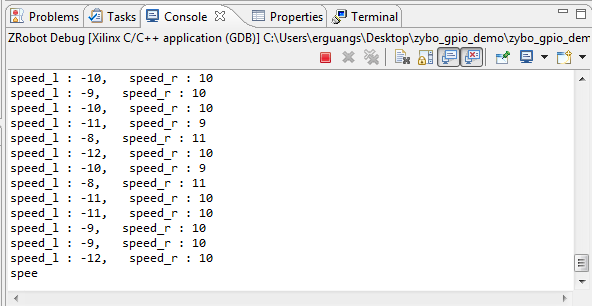 Problems Tasks Console Properties Terminal
ZRobot Debug [Xilinx C/C++ application (GDB)] C:\Users\erguangs\Desktop\zybo_gpio_demo\zybo_gpio_dem
speed_l : -10, speed_r : 10
speed_l : -9, speed_r : 10
speed_l : -10, speed_r : 10
speed_l : -11, speed_r : 9
speed_l : -8, speed_r : 11
speed_l : -12, speed_r : 10
speed_l : -10, speed_r : 9
speed_l : -8, speed_r : 11
speed_l : -11, speed_r : 10
speed_l : -11, speed_r : 10
speed_l : -9, speed_r : 10
speed_l : -9, speed_r : 10
speed_l : -12, speed_r : 10
spee